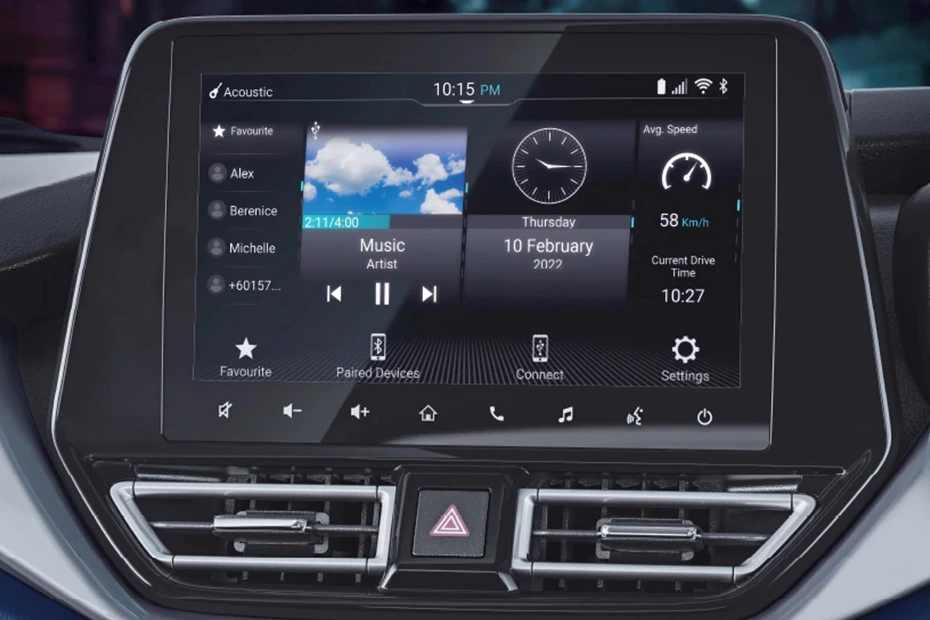 Acoustic
10:15 PM
Favourite
Alex
Berenice
Michelle
+60157...
2:11/4:00
Music
Artist
Thursday
10 February
2022
Avg. Speed
58 Km/h
Current Drive
Time
10:27
Favourite
Paired Devices
Connect
Settings